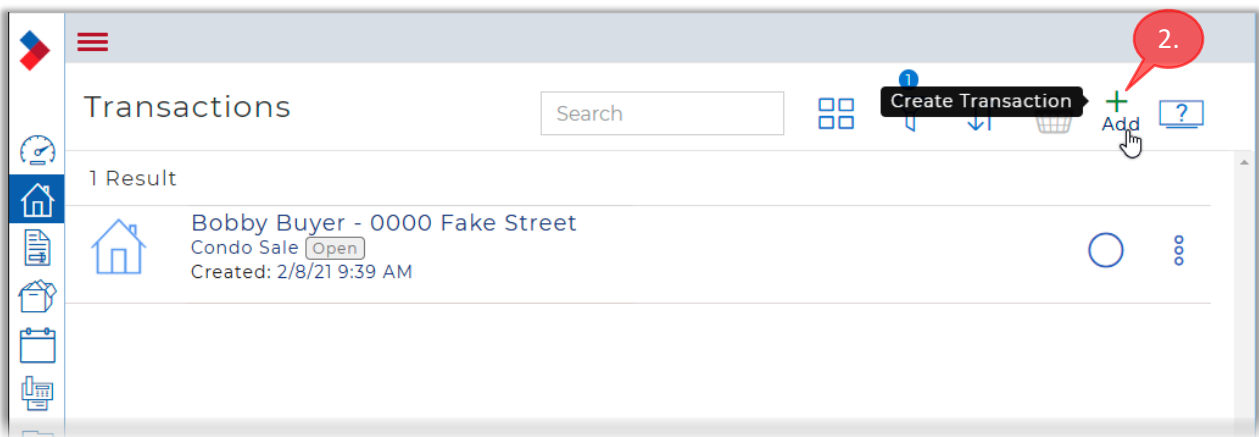 2.
1
Transactions
Search
Create Transaction
Add
?
1 Result
Bobby Buyer - 0000 Fake Street
Condo Sale Open
Created: 2/8/21 9:39 AM